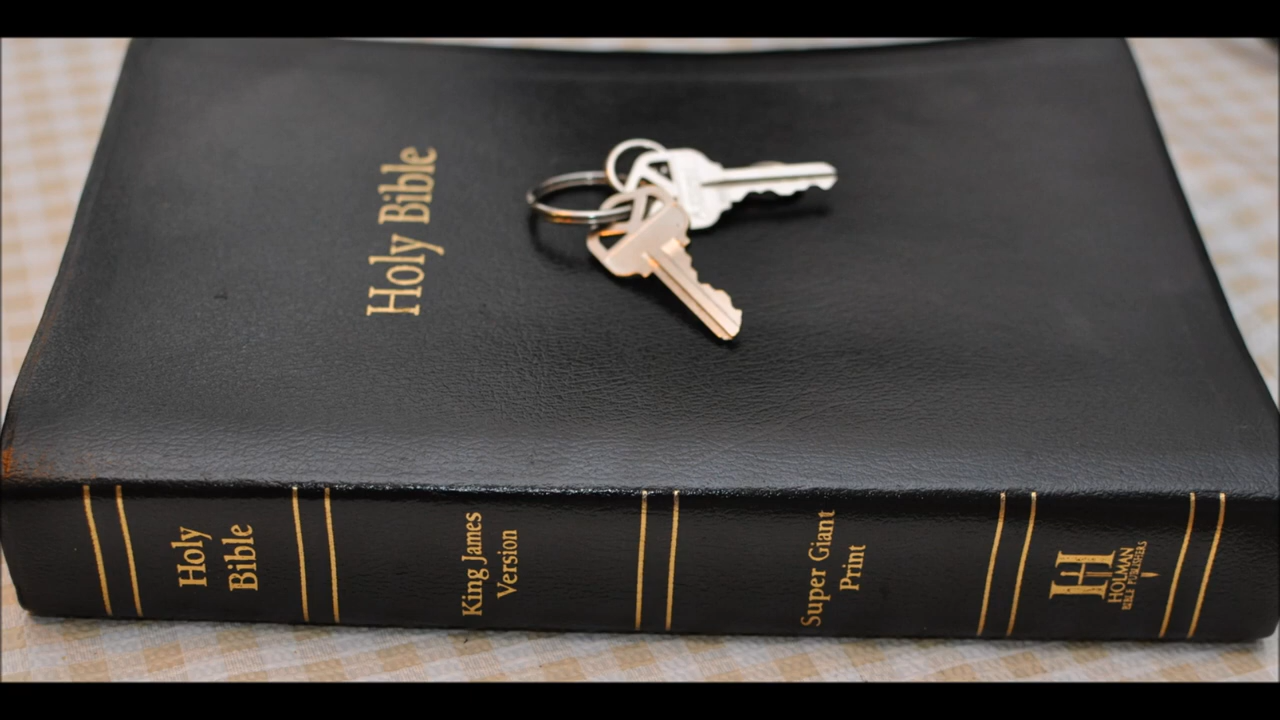 Holy Bible
Holy
Bible
King James
Version
Super Giant
Print
HOLMAN
BIBLE PUBLISHERS